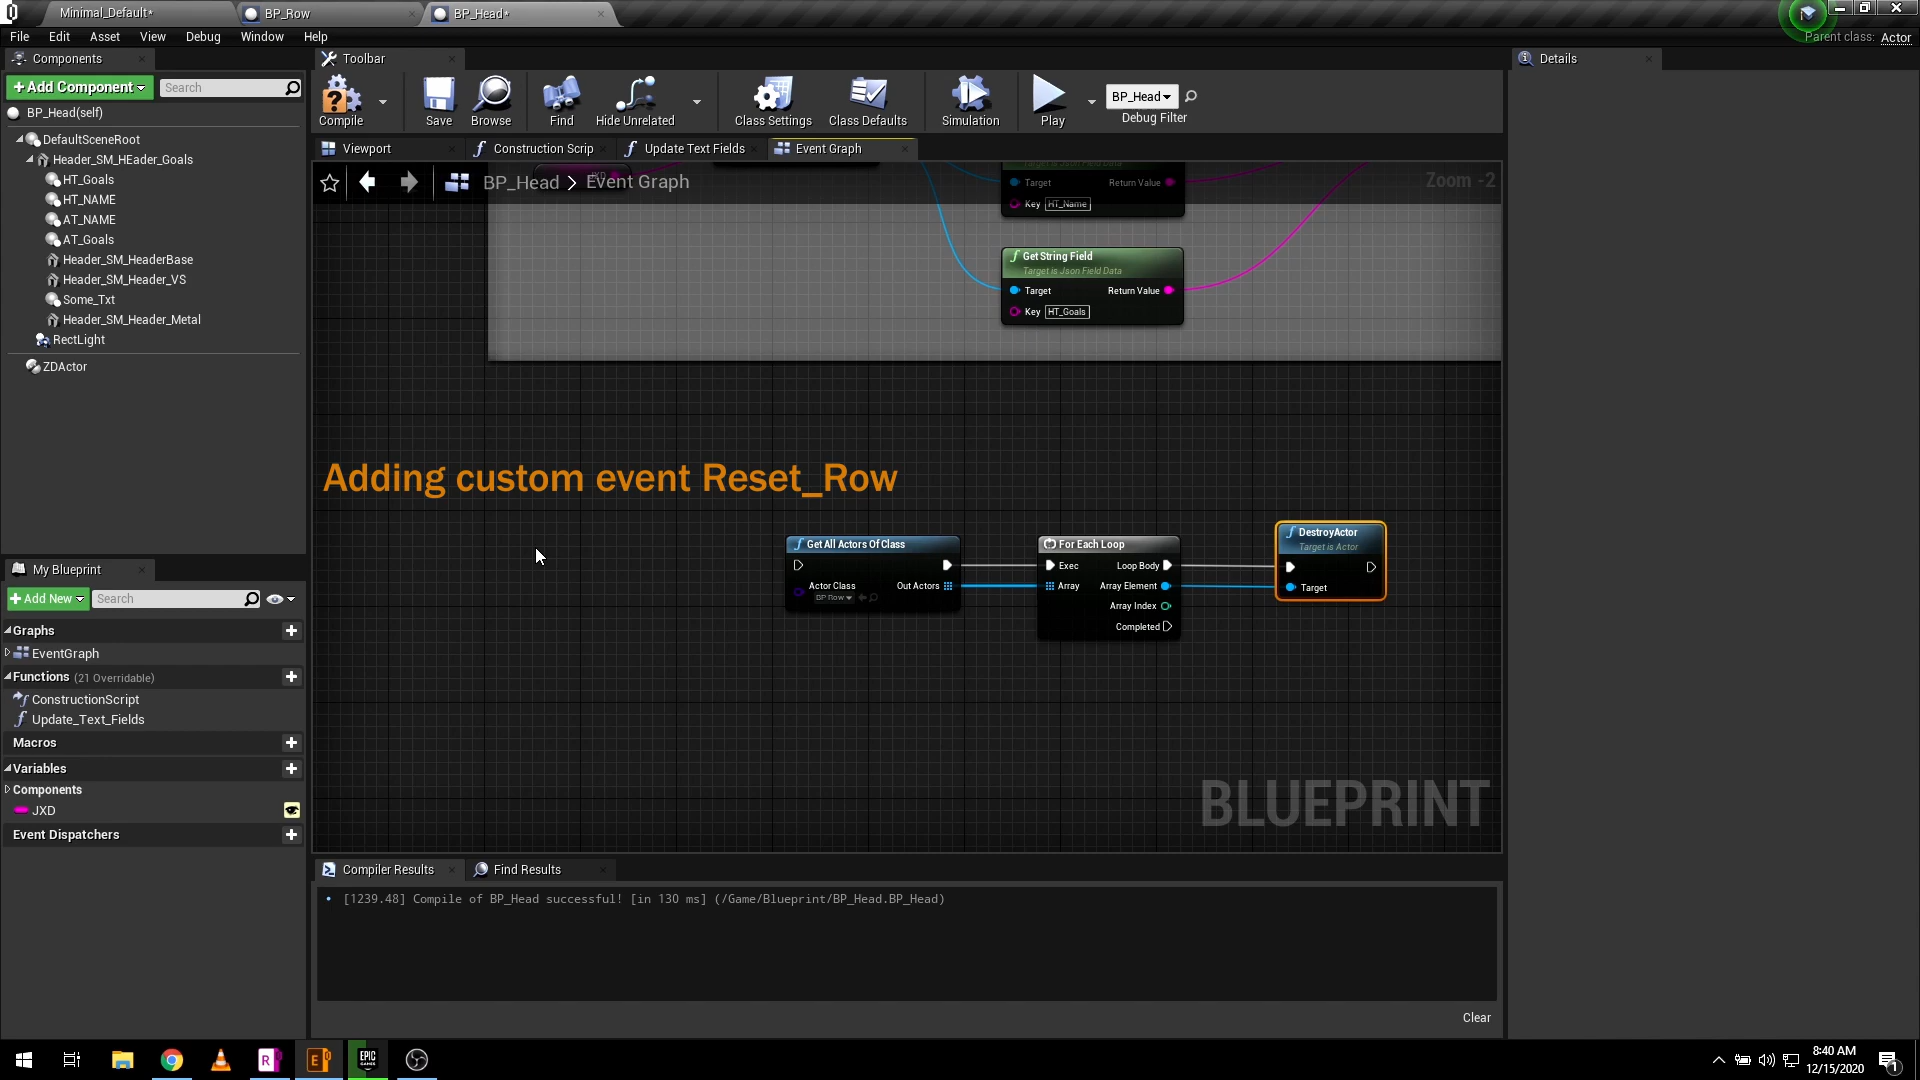 Minimal_Default*
BP_Row
BP_Head*
File
Edit
Asset
View
Debug
Window
Help
Parent class: Actor
Components
+Add Component
Search
BP_Head(self)
DefaultSceneRoot
Header_SM_HEader_Goals
HT_Goals
HT_NAME
AT_NAME
AT_Goals
Header_SM_HeaderBase
Header_SM_Header_VS
Some_Txt
Header_SM_Header_Metal
RectLight
ZDActor
Toolbar
Compile
Save
Browse
Find
Hide Unrelated
Class Settings
Class Defaults
Simulation
Play
BP_Head
Debug Filter
Viewport
Construction Scrip
Update Text Fields
Event Graph
BP_Head > Event Graph
Zoom -2
Target is Json Field Data
Target
Return Value
Key HT_Name
Get String Field
Target is Json Field Data
Target
Return Value
Key HT_Goals
Adding custom event Reset_Row
Get All Actors Of Class
Actor Class
BP Row
Out Actors
For Each Loop
Exec
Loop Body
Array
Array Element
Array Index
Completed
DestroyActor
Target is Actor
Target
BLUEPRINT
My Blueprint
+Add New
Search
Graphs
EventGraph
Functions (21 Overridable)
ConstructionScript
Update_Text_Fields
Macros
Variables
Components
JXD
Event Dispatchers
Compiler Results
Find Results
[1239.48] Compile of BP_Head successful! [in 130 ms] (/Game/Blueprint/BP_Head.BP_Head)
Clear
Details
8:40 AM
12/15/2020